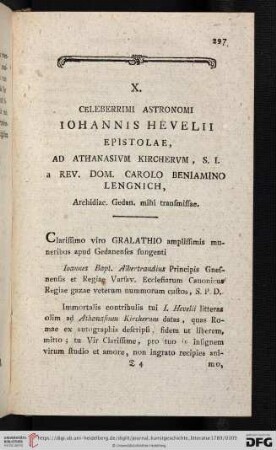 297
X.
CELEBERRIMI ASTRONOMI
IOHANNIS HEVELII
EPISTOLAE,
AD ATHANASIVM KIRCHERVM, S. I.
a REV. DOM. CAROLO BENIAMINO
LENGNICH,
Archidiac. Gedan. mihi transmissae.
Clarissimo viro GRALATHIO amplissimis mu-
neribus apud Gedanenses fungenti
Ioannes Bapt. Albertrandius Principis Gnes-
nensis et Regiae Varsav. Ecclesiarum Canonicus
Regiae gazae veterum nummorum custos, S. P. D.
Immortalis contribulis tui I. Hevelii litteras
olim ad Athanasium Kircherum datas, quas Ro-
mae ex autographis descripsi, fidem ut liberem,
mitto; tu Vir Clarissime, pro tuo in insignem
virum studio et amore, non ingrato recipies ani-
Z 4 mo,
UNIVERSITÄTS-
BIBLIOTHEK
HEIDELBERG
DFG